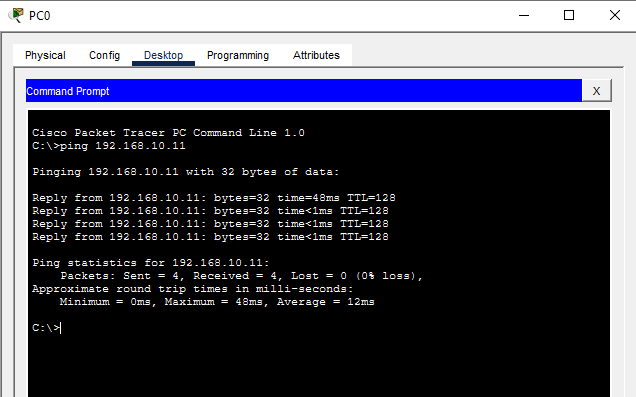 PC0
Physical Config Desktop Programming Attributes
Command Prompt X
Cisco Packet Tracer PC Command Line 1.0
C:\>ping 192.168.10.11
Pinging 192.168.10.11 with 32 bytes of data:
Reply from 192.168.10.11: bytes=32 time=48ms TTL=128
Reply from 192.168.10.11: bytes=32 time<1ms TTL=128
Reply from 192.168.10.11: bytes=32 time<1ms TTL=128
Reply from 192.168.10.11: bytes=32 time<1ms TTL=128
Ping statistics for 192.168.10.11:
    Packets: Sent = 4, Received = 4, Lost = 0 (0% loss),
Approximate round trip times in milli-seconds:
    Minimum = 0ms, Maximum = 48ms, Average = 12ms
C:\>